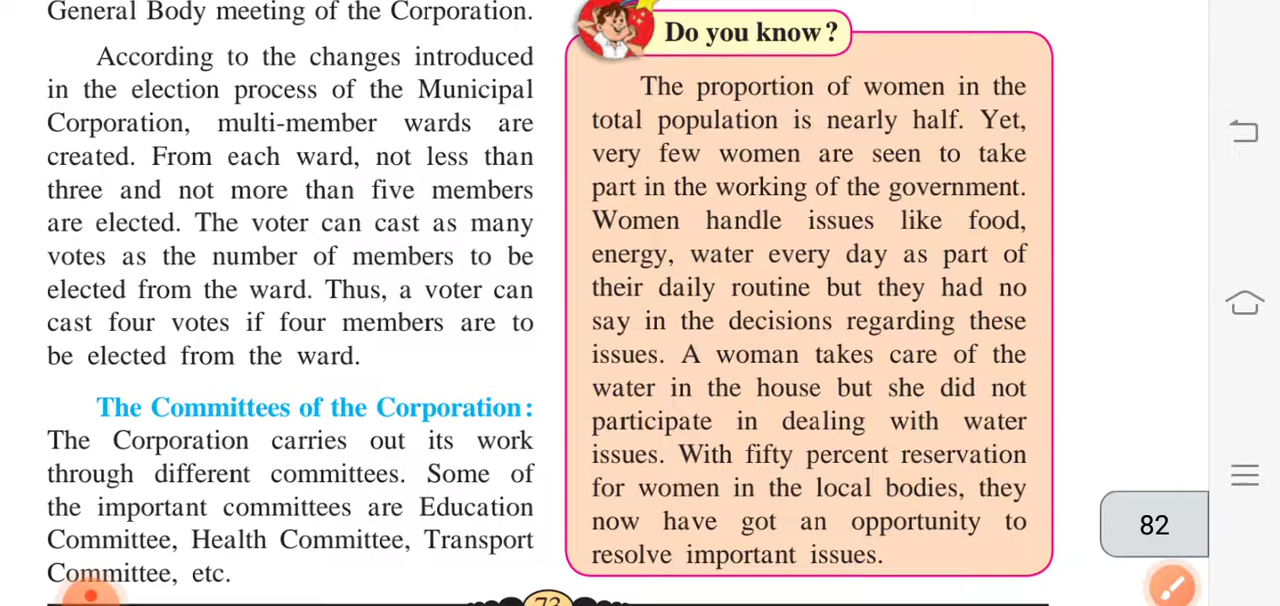 General Body meeting of the Corporation.
According to the changes introduced
in the election process of the Municipal
Corporation, multi-member wards are
created. From each ward, not less than
three and not more than five members
are elected. The voter can cast as many
votes as the number of members to be
elected from the ward. Thus, a voter can
cast four votes if four members are to
be elected from the ward.
The Committees of the Corporation:
The Corporation carries out its work
through different committees. Some of
the important committees are Education
Committee, Health Committee, Transport
Committee, etc.
Do you know?
The proportion of women in the
total population is nearly half. Yet,
very few women are seen to take
part in the working of the government.
Women handle issues like food,
energy, water every day as part of
their daily routine but they had no
say in the decisions regarding these
issues. A woman takes care of the
water in the house but she did not
participate in dealing with water
issues. With fifty percent reservation
for women in the local bodies, they
now have got an opportunity to
resolve important issues.
82
73